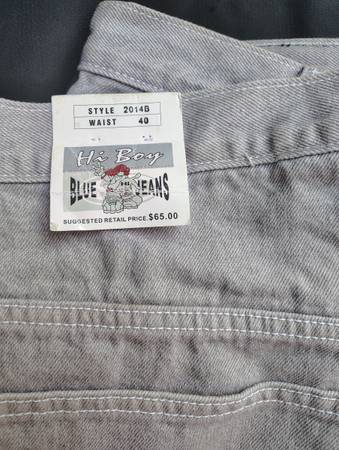 STYLE 2014B
WAIST 40
Hi Boy
BLUE JEANS
SUGGESTED RETAIL PRICE $65.00